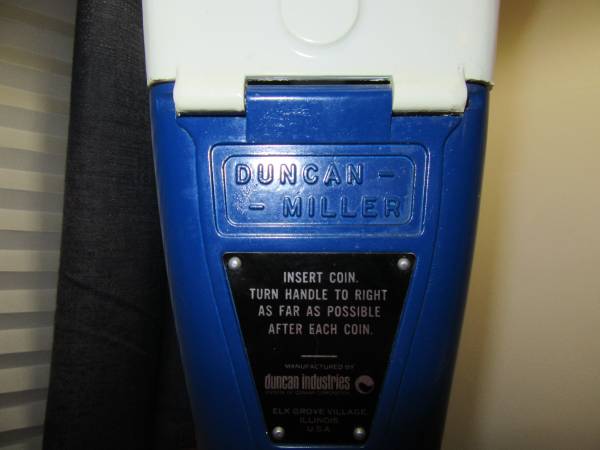 DUNCAN -
- MILLER
INSERT COIN.
TURN HANDLE TO RIGHT
AS FAR AS POSSIBLE
AFTER EACH COIN.
MANUFACTURED BY
duncan industries
ELK GROVE VILLAGE,
ILLINOIS
U.S.A